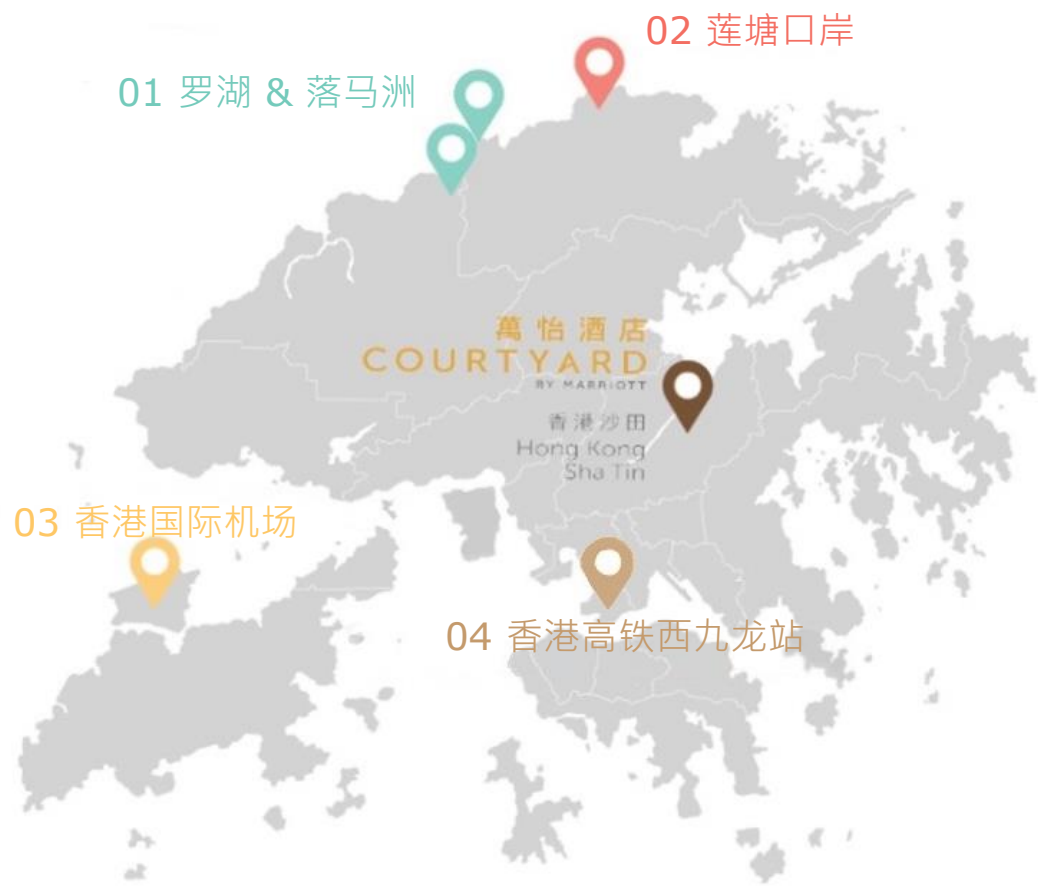 02 莲塘口岸
01 罗湖 & 落马洲
萬怡酒店
COURTYARD
BY MARRIOTT
香港沙田
Hong Kong
Sha Tin
03 香港国际机场
04 香港高铁西九龙站